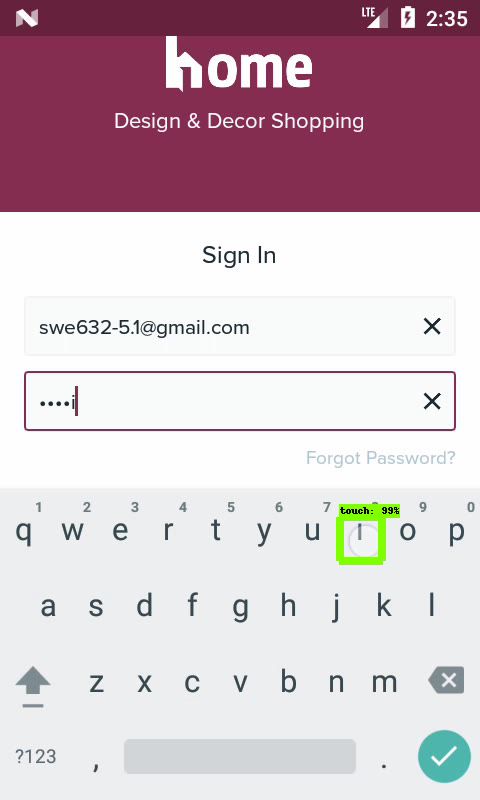 LTE 2:35
home
Design & Decor Shopping
Sign In
swe632-5.1@gmail.com
••••i
Forgot Password?
1 2 3 4 5 6 7 touch: 99% 9 0
q w e r t y u i o p
a s d f g h j k l
z x c v b n m
?123 , .